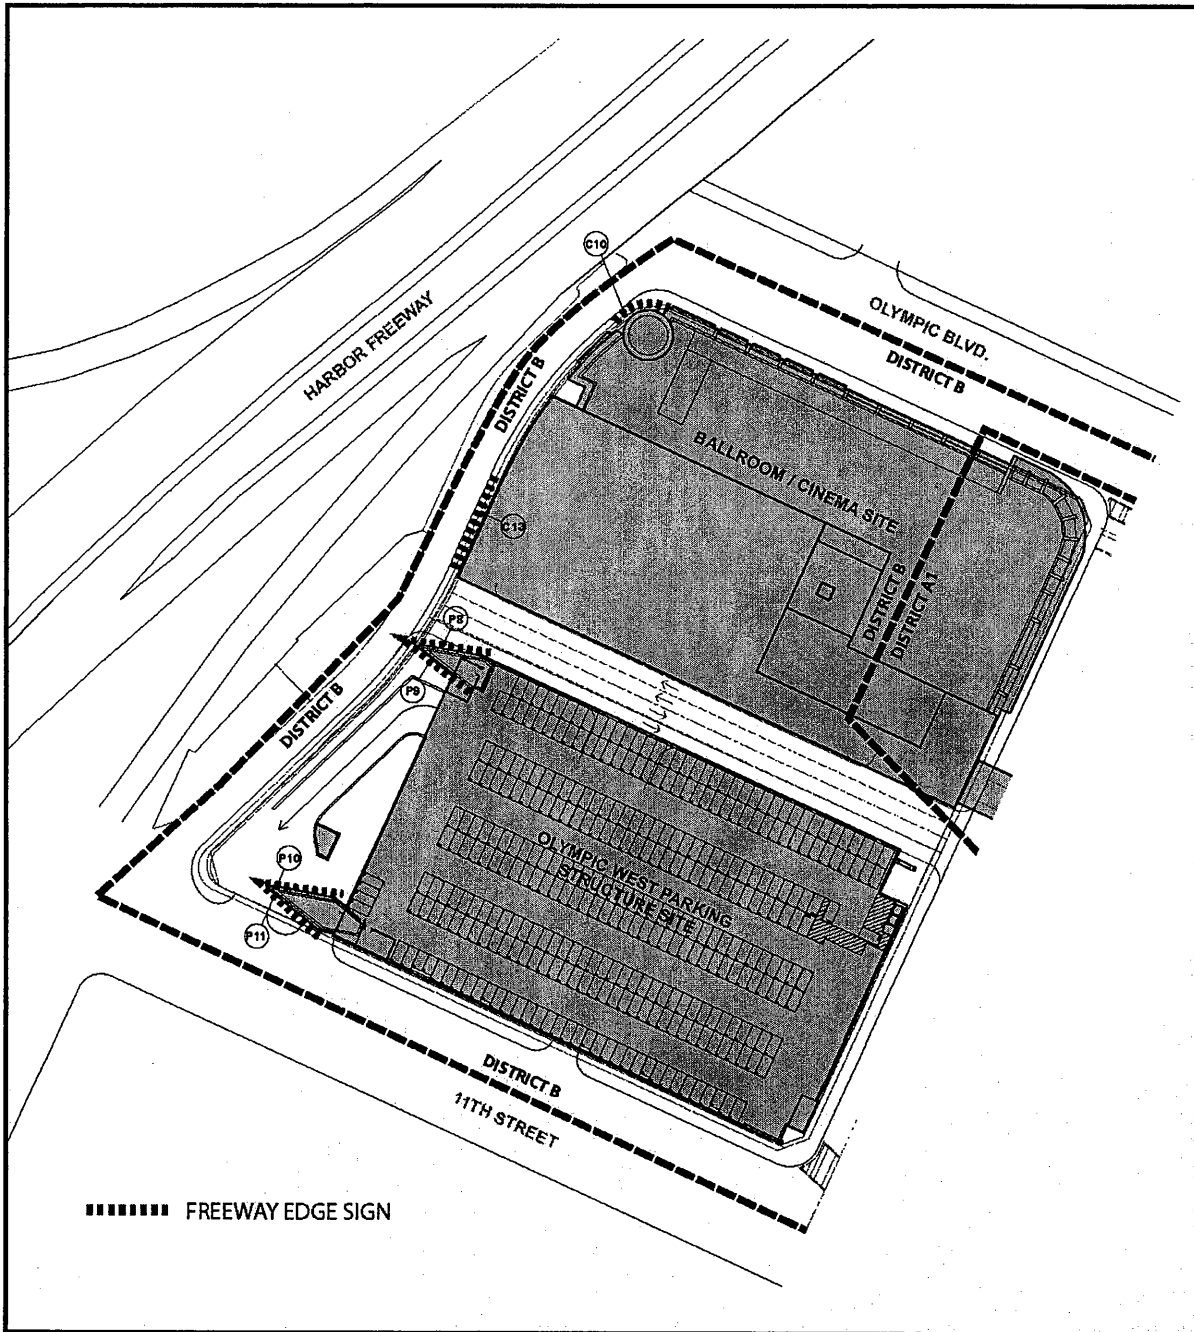 C10
OLYMPIC BLVD.
DISTRICT B
HARBOR FREEWAY
DISTRICT B
BALLROOM / CINEMA SITE
C13
DISTRICT B
DISTRICT A1
P8
P9
DISTRICT B
OLYMPIC WEST PARKING
STRUCTURE SITE
P10
P11
DISTRICT B
11TH STREET
FREEWAY EDGE SIGN